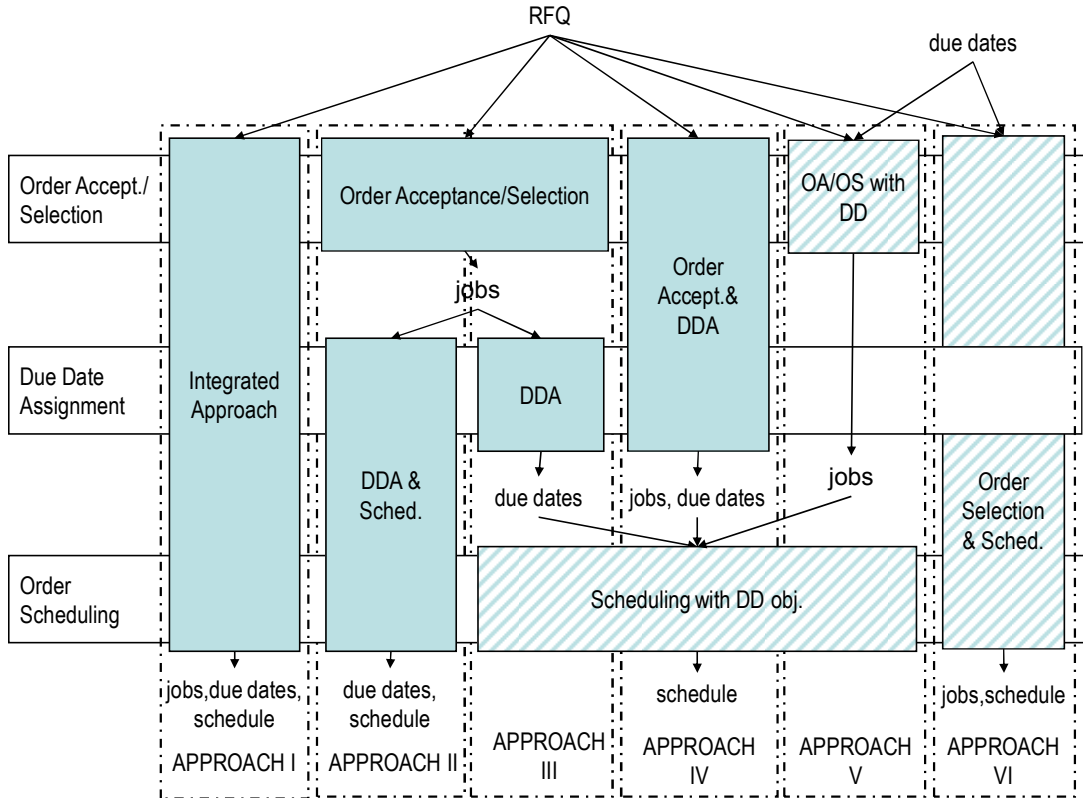 RFQ
due dates
Order Accept./
Selection
Order Acceptance/Selection
OA/OS with
DD
Order
Accept.&
DDA
jobs
Due Date
Assignment
Integrated
Approach
DDA
DDA &
Sched.
due dates
jobs, due dates
jobs
Order
Selection
& Sched.
Order
Scheduling
Scheduling with DD obj.
jobs,due dates,
schedule
due dates,
schedule
schedule
jobs,schedule
APPROACH I
APPROACH II
APPROACH
III
APPROACH
IV
APPROACH
V
APPROACH
VI